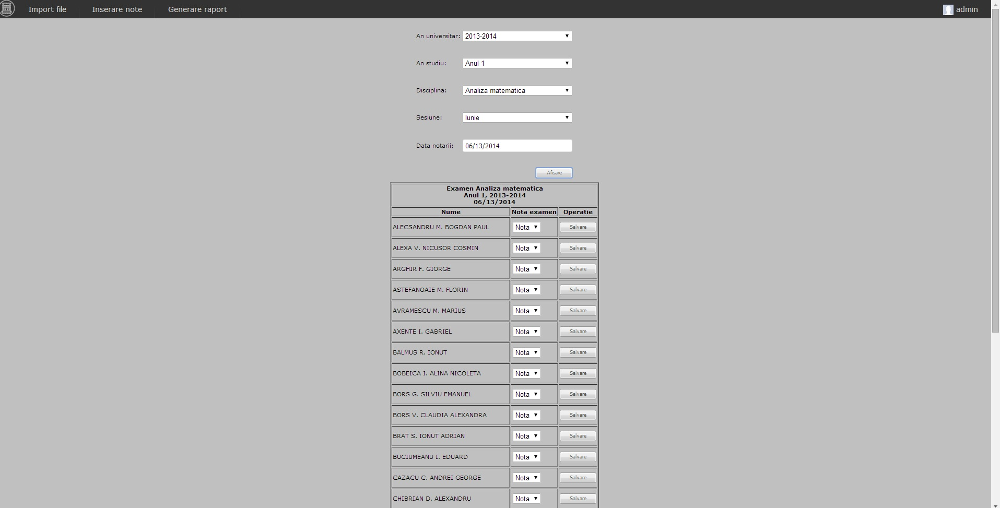 Import file
Inserare note
Generare raport
admin
An universitar: 2013-2014
An studiu: Anul 1
Disciplina: Analiza matematica
Sesiune: Iunie
Data notarii: 06/13/2014
Afisare
Examen Analiza matematica
Anul 1, 2013-2014
06/13/2014
Nume Nota examen Operatie
ALECSANDRU M. BOGDAN PAUL Nota Salvare
ALEXA V. NICUSOR COSMIN Nota Salvare
ARGHIR F. GIORGE Nota Salvare
ASTEFANOAIE M. FLORIN Nota Salvare
AVRAMESCU M. MARIUS Nota Salvare
AXENTE I. GABRIEL Nota Salvare
BALMUS R. IONUT Nota Salvare
BOBEICA I. ALINA NICOLETA Nota Salvare
BORS G. SILVIU EMANUEL Nota Salvare
BORS V. CLAUDIA ALEXANDRA Nota Salvare
BRAT S. IONUT ADRIAN Nota Salvare
BUCIUMEANU I. EDUARD Nota Salvare
CAZACU C. ANDREI GEORGE Nota Salvare
CHIBRIAN D. ALEXANDRU Nota Salvare